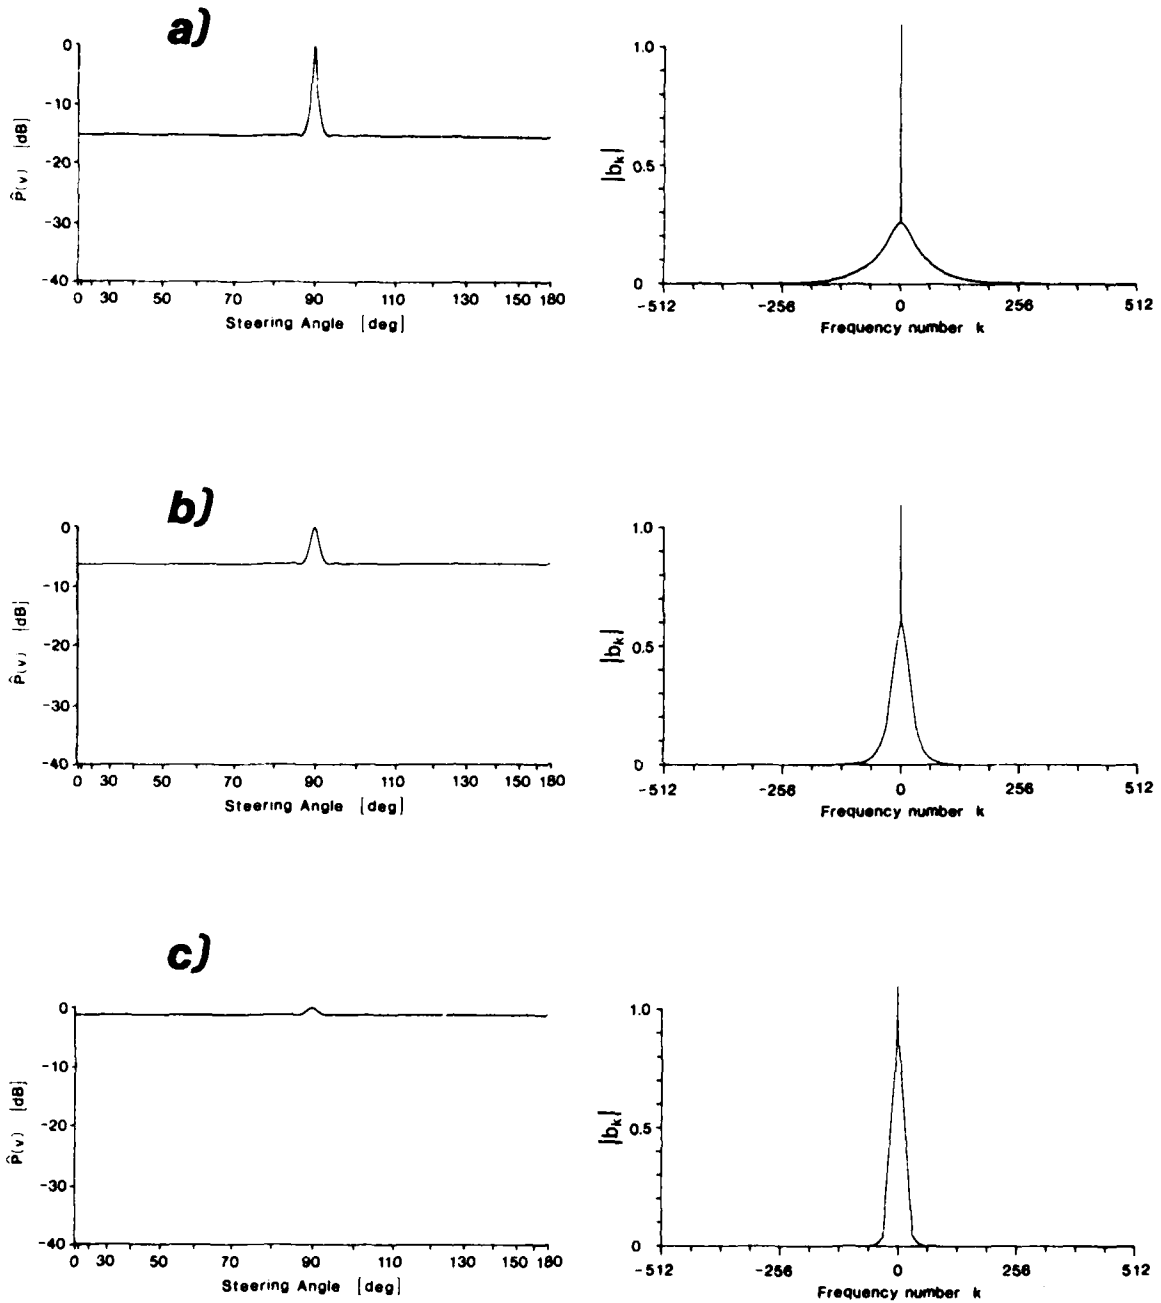 a)
0
-10
-20
-30
-40
P̂(v) [dB]
0 30 50 70 90 110 130 150 180
Steering Angle [deg]
1.0
0.5
0
|bk|
-512 -256 0 256 512
Frequency number k
b)
0
-10
-20
-30
-40
P̂(v) [dB]
0 30 50 70 90 110 130 150 180
Steering Angle [deg]
1.0
0.5
0
|bk|
-512 -256 0 256 512
Frequency number k
c)
0
-10
-20
-30
-40
P̂(v) [dB]
0 30 50 70 90 110 130 150 180
Steering Angle [deg]
1.0
0.5
0
|bk|
-512 -256 0 256 512
Frequency number k